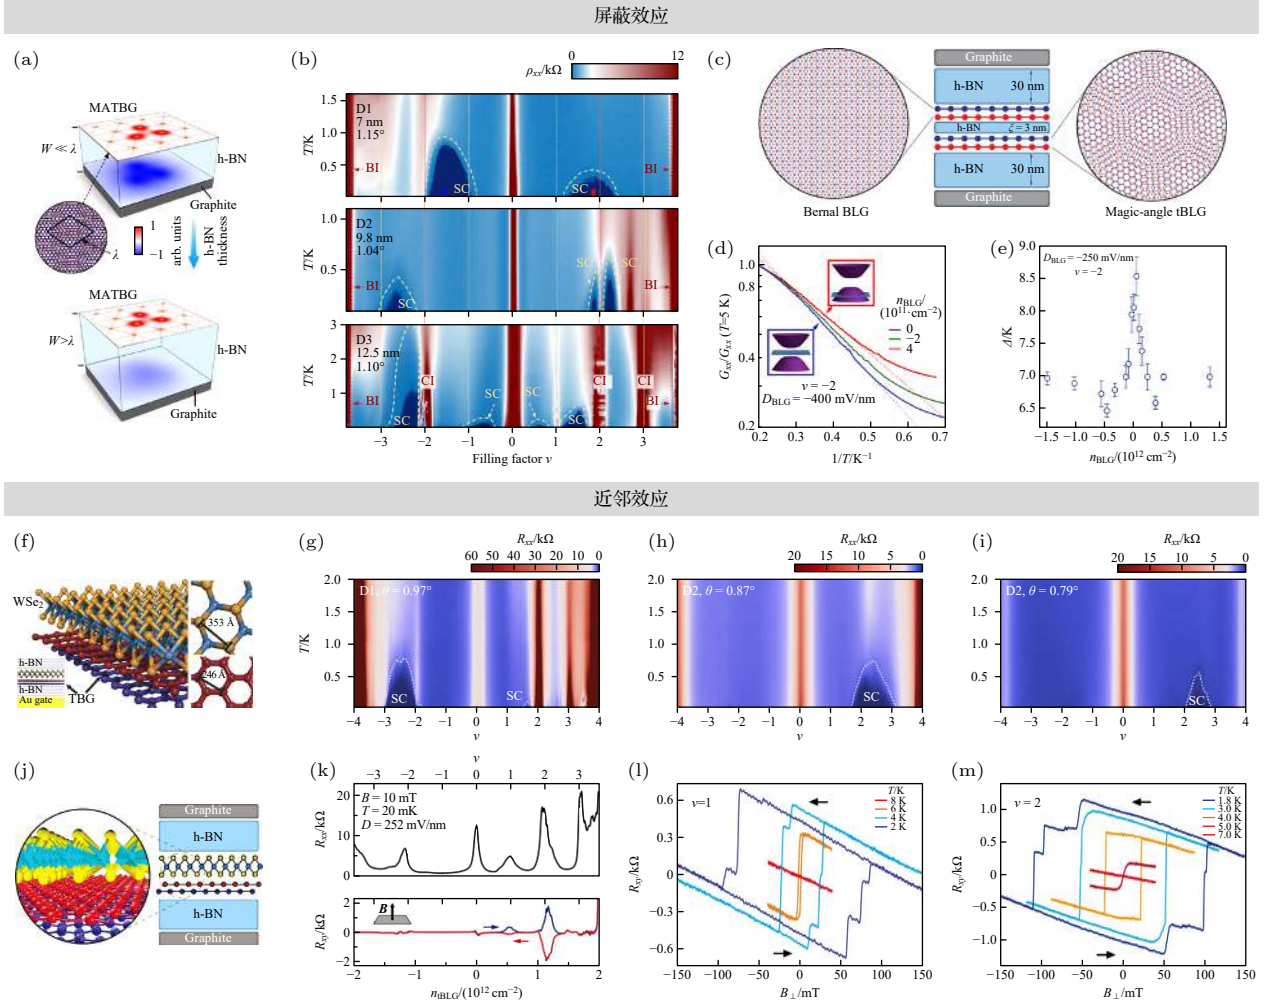 屏蔽效应
(a)
MATBG
W ≪ λ
h-BN
Graphite
λ
1
−1
arb. units
h-BN
thickness
MATBG
W>λ
h-BN
Graphite
(b)
ρxx/kΩ
0 12
D1
7 nm
1.15°
BI SC SC BI
1.5
1.0
0.5
T/K
D2
9.8 nm
1.04°
BI SC SC SC BI
1.0
0.5
T/K
D3
12.5 nm
1.10°
CI CI CI
BI SC SC SC SC BI
3
2
1
T/K
−3 −2 −1 0 1 2 3
Filling factor ν
(c)
Graphite
h-BN 30 nm
h-BN ξ = 3 nm
h-BN 30 nm
Graphite
Bernal BLG
Magic-angle tBLG
(d)
1.0
0.8
0.6
0.4
0.2
Gxx/Gxx (T=5 K)
nBLG/
(10¹¹·cm⁻²)
0
−2
4
ν=−2
DBLG=−400 mV/nm
0.2 0.3 0.4 0.5 0.6 0.7
1/T/K⁻¹
(e)
DBLG=−250 mV/nm
ν=−2
9.0
8.5
8.0
7.5
7.0
6.5
Δ/K
−1.5 −1.0 −0.5 0 0.5 1.0 1.5
nBLG/(10¹² cm⁻²)
近邻效应
(f)
WSe₂
353 Å
246 Å
h-BN
h-BN
Au gate
TBG
(g)
Rxx/kΩ
60 50 40 30 20 10 0
D1, θ = 0.97°
SC SC
2.0
1.5
1.0
0.5
T/K
−4 −3 −2 −1 0 1 2 3 4
ν
(h)
Rxx/kΩ
20 15 10 5 0
D2, θ = 0.87°
SC
2.0
1.5
1.0
0.5
−4 −3 −2 −1 0 1 2 3 4
ν
(i)
Rxx/kΩ
20 15 10 5 0
D2, θ = 0.79°
SC
2.0
1.5
1.0
0.5
−4 −3 −2 −1 0 1 2 3 4
ν
(j)
Graphite
h-BN
h-BN
Graphite
(k)
ν
−3 −2 −1 0 1 2 3
B = 10 mT
T = 20 mK
D = 252 mV/nm
20
15
10
5
0
Rxx/kΩ
B
2
0
−2
Rxy/kΩ
−2 −1 0 1 2
ntBLG/(10¹² cm⁻²)
(l)
ν=1
T/K
8 K
6 K
4 K
2 K
0.6
0.3
0
−0.3
−0.6
Rxy/kΩ
−150 −100 −50 0 50 100 150
B⊥/mT
(m)
ν = 2
T/K
1.8 K
3.0 K
4.0 K
5.0 K
7.0 K
1.0
0.5
0
−0.5
−1.0
Rxy/kΩ
−150 −100 −50 0 50 100 150
B⊥/mT